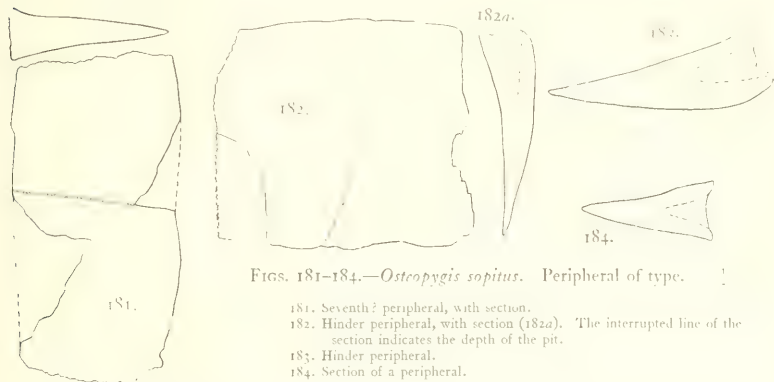 182a.
182.
182.
184.
181.
FIGS. 181–184.—Osteopygis sopitus. Peripheral of type.
181. Seventh? peripheral, with section.
182. Hinder peripheral, with section (182a). The interrupted line of the
section indicates the depth of the pit.
183. Hinder peripheral.
184. Section of a peripheral.